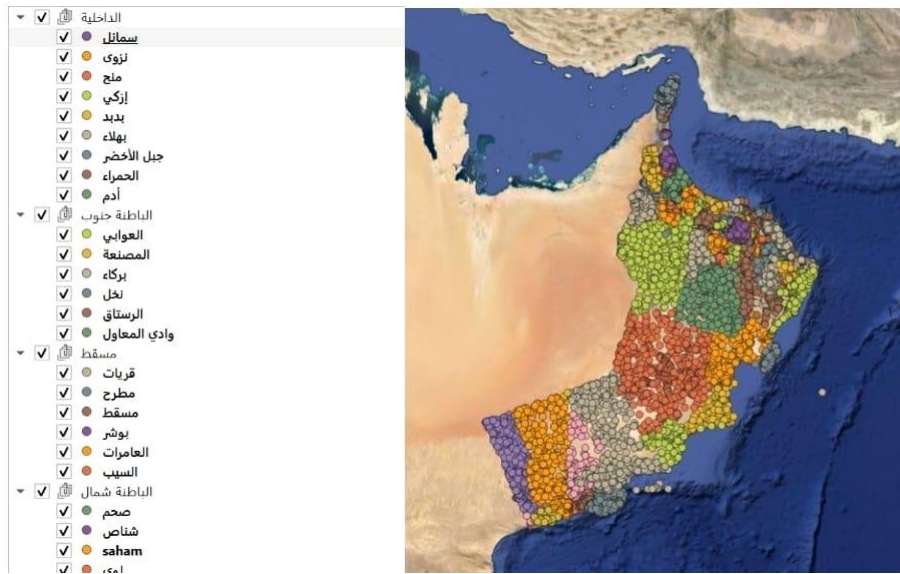 الداخلية
سمائل
نزوى
منح
إزكي
بدبد
بهلاء
جبل الأخضر
الحمراء
أدم
الباطنة جنوب
العوابي
المصنعة
بركاء
نخل
الرستاق
وادي المعاول
مسقط
قريات
مطرح
مسقط
بوشر
العامرات
السيب
الباطنة شمال
صحم
شناص
saham
لوى